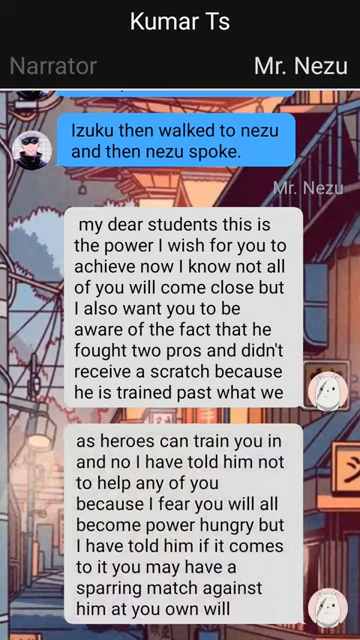 Kumar Ts
Narrator
Mr. Nezu
Izuku then walked to nezu
and then nezu spoke.
Mr. Nezu
my dear students this is
the power I wish for you to
achieve now I know not all
of you will come close but
I also want you to be
aware of the fact that he
fought two pros and didn't
receive a scratch because
he is trained past what we
as heroes can train you in
and no I have told him not
to help any of you
because I fear you will all
become power hungry but
I have told him if it comes
to it you may have a
sparring match against
him at you own will